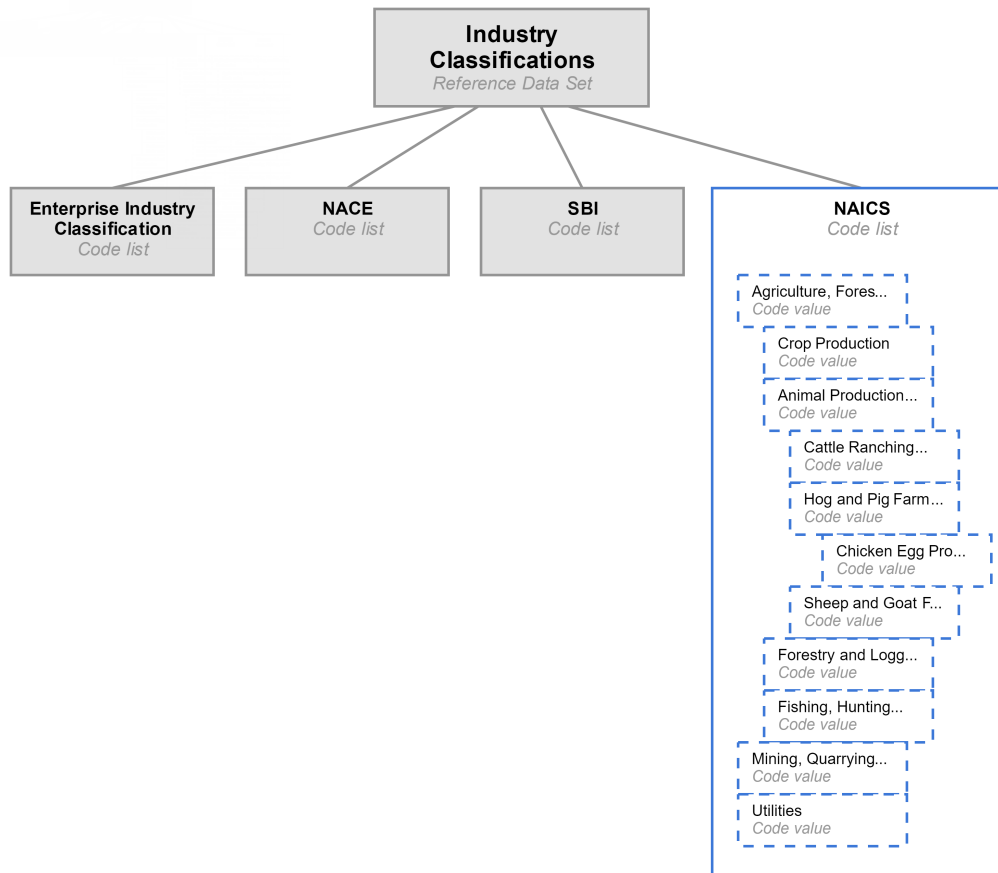 Industry
Classifications
Reference Data Set
Enterprise Industry
Classification
Code list
NACE
Code list
SBI
Code list
NAICS
Code list
Agriculture, Fores...
Code value
Crop Production
Code value
Animal Production...
Code value
Cattle Ranching...
Code value
Hog and Pig Farm...
Code value
Chicken Egg Pro...
Code value
Sheep and Goat F...
Code value
Forestry and Logg...
Code value
Fishing, Hunting...
Code value
Mining, Quarrying...
Code value
Utilities
Code value